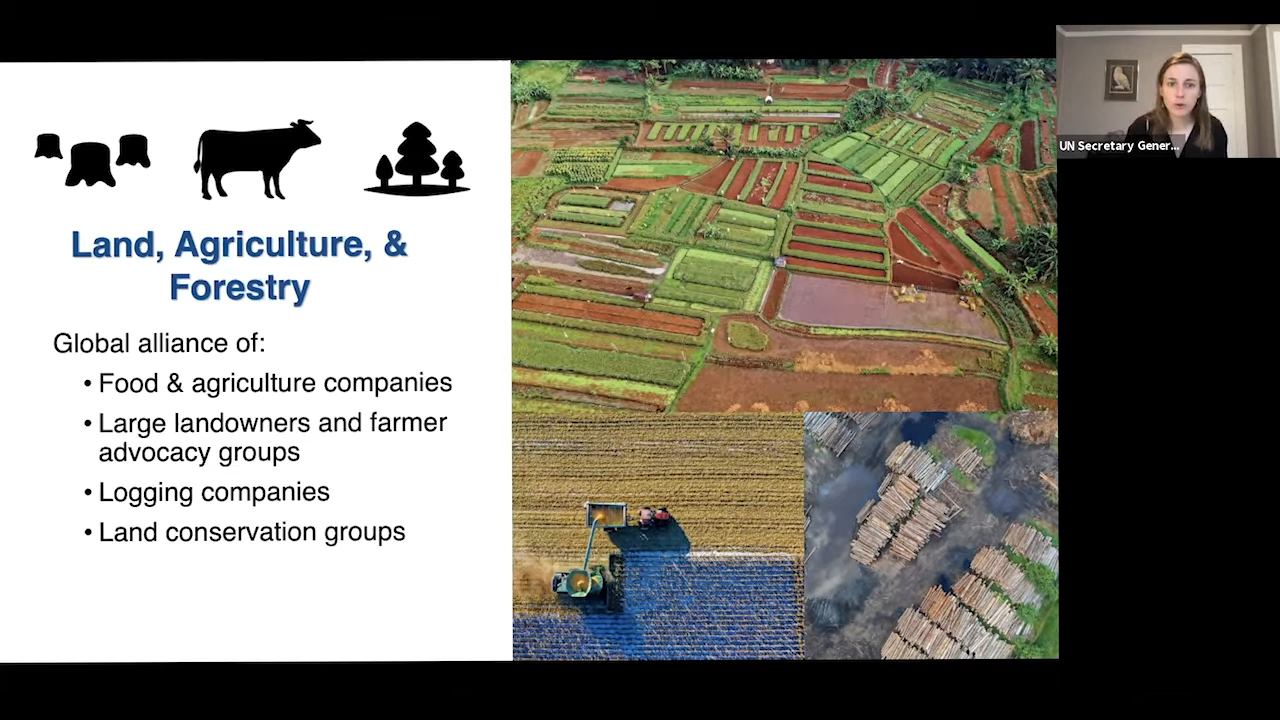 UN Secretary Gener...
Land, Agriculture, &
Forestry
Global alliance of:
• Food & agriculture companies
• Large landowners and farmer
advocacy groups
• Logging companies
• Land conservation groups